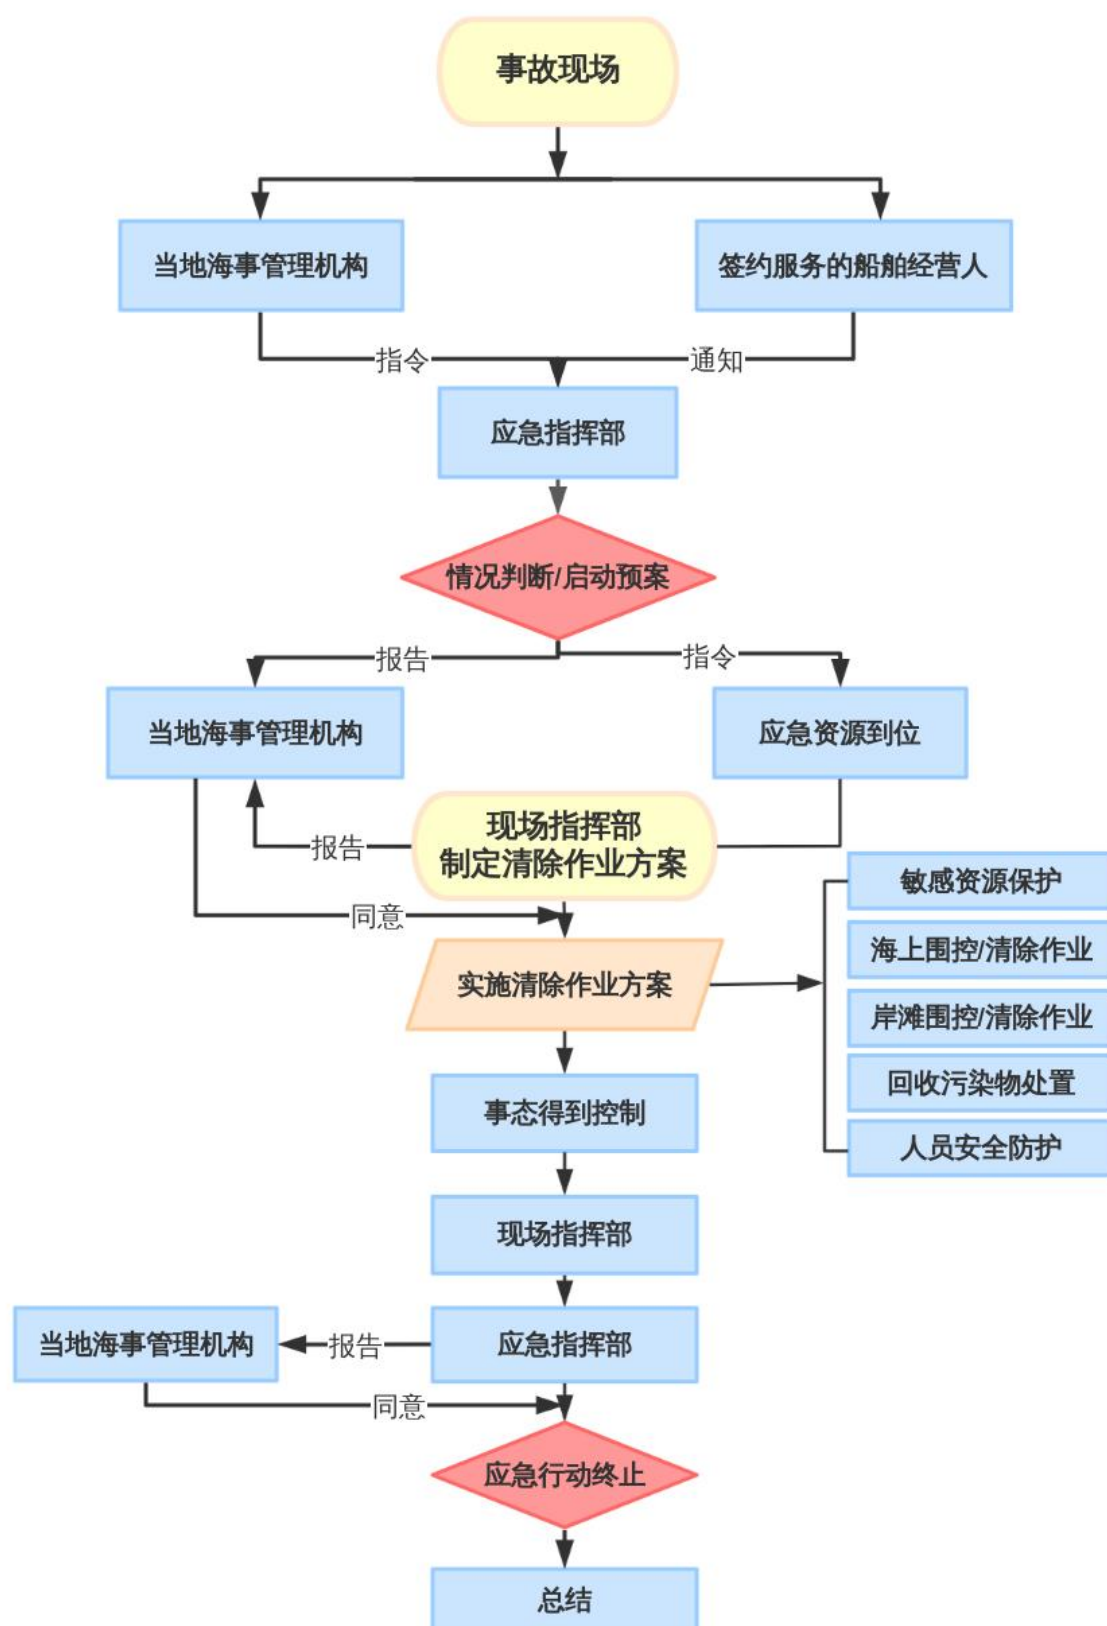 事故现场
当地海事管理机构
签约服务的船舶经营人
指令
通知
应急指挥部
情况判断/启动预案
报告
指令
当地海事管理机构
应急资源到位
现场指挥部
制定清除作业方案
报告
同意
敏感资源保护
海上围控/清除作业
实施清除作业方案
岸滩围控/清除作业
回收污染物处置
事态得到控制
人员安全防护
现场指挥部
当地海事管理机构
报告
应急指挥部
同意
应急行动终止
总结